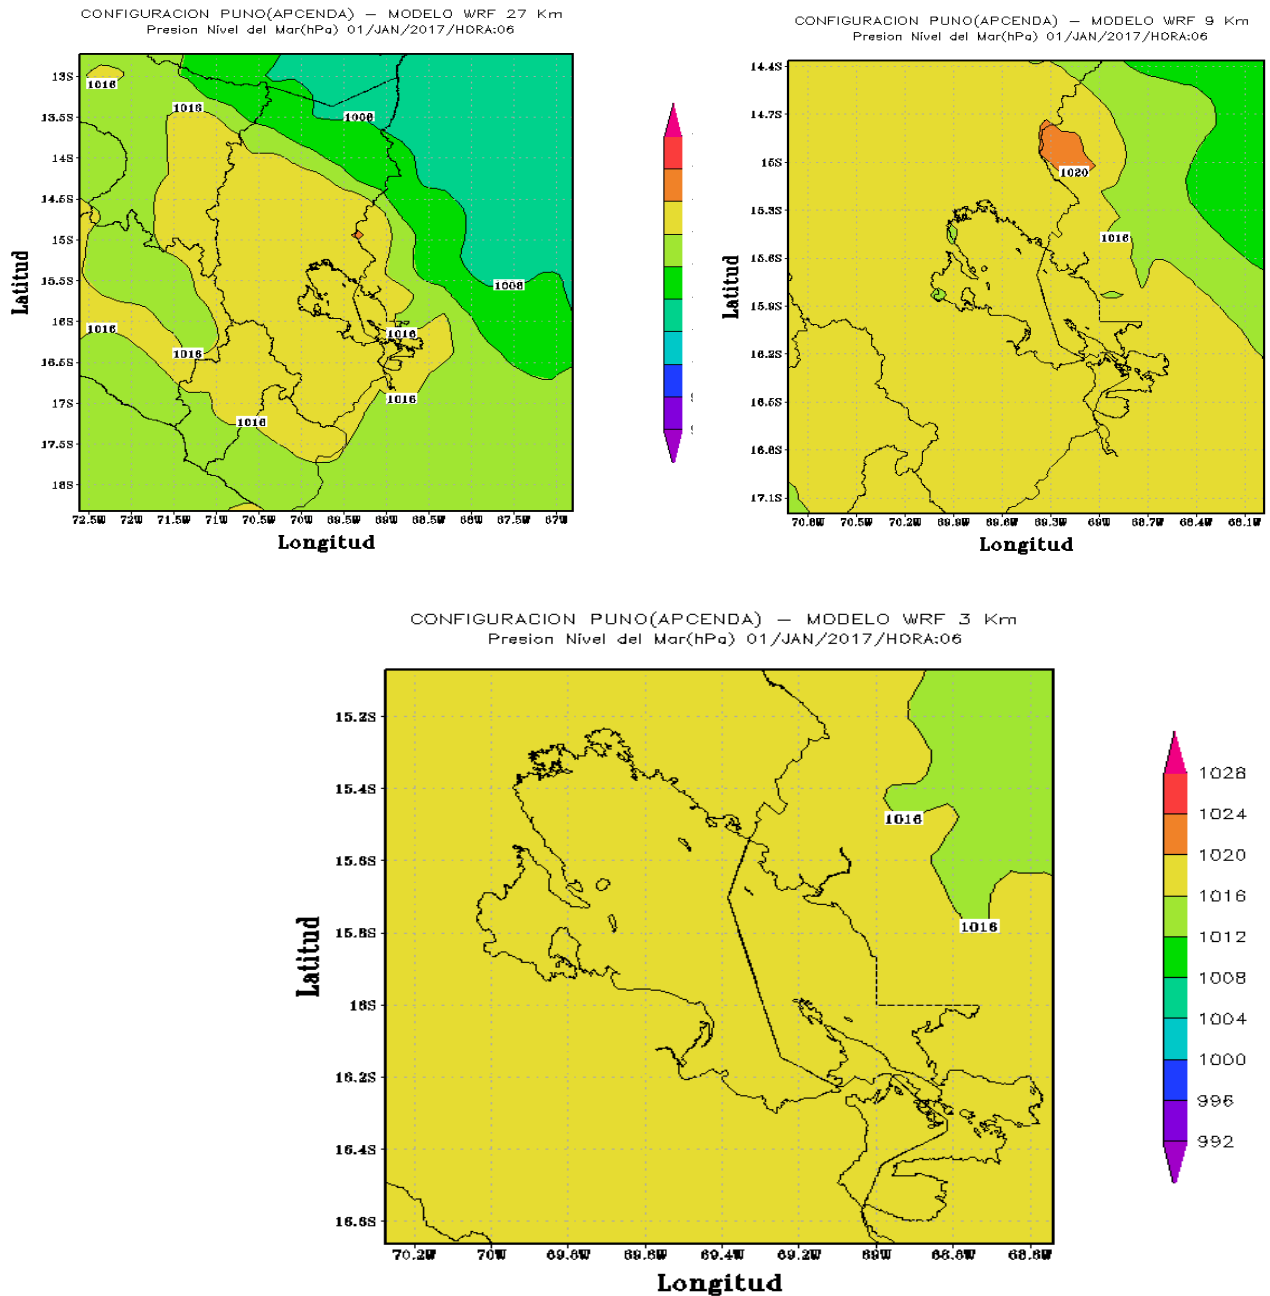 CONFIGURACION PUNO(APCENDA) – MODELO WRF 27 Km
Presion Nivel del Mar(hPa) 01/JAN/2017/HORA:06
13S
13.5S
14S
14.5S
15S
15.5S
16S
16.5S
17S
17.5S
18S
1016
1016
1008
1008
1016
1016
1016
1016
1016
72.5W
72W
71.5W
71W
70.5W
70W
69.5W
69W
68.5W
68W
67.5W
67W
Latitud
Longitud
CONFIGURACION PUNO(APCENDA) – MODELO WRF 9 Km
Presion Nivel del Mar(hPa) 01/JAN/2017/HORA:06
14.4S
14.7S
15S
15.3S
15.6S
15.9S
16.2S
16.5S
16.8S
17.1S
1020
1016
70.8W
70.5W
70.2W
69.9W
69.6W
69.3W
69W
68.7W
68.4W
68.1W
Latitud
Longitud
CONFIGURACION PUNO(APCENDA) – MODELO WRF 3 Km
Presion Nivel del Mar(hPa) 01/JAN/2017/HORA:06
15.2S
15.4S
15.6S
15.8S
16S
16.2S
16.4S
16.6S
1016
1016
70.2W
70W
69.8W
69.6W
69.4W
69.2W
69W
68.8W
68.6W
Latitud
Longitud
1028
1024
1020
1016
1012
1008
1004
1000
996
992